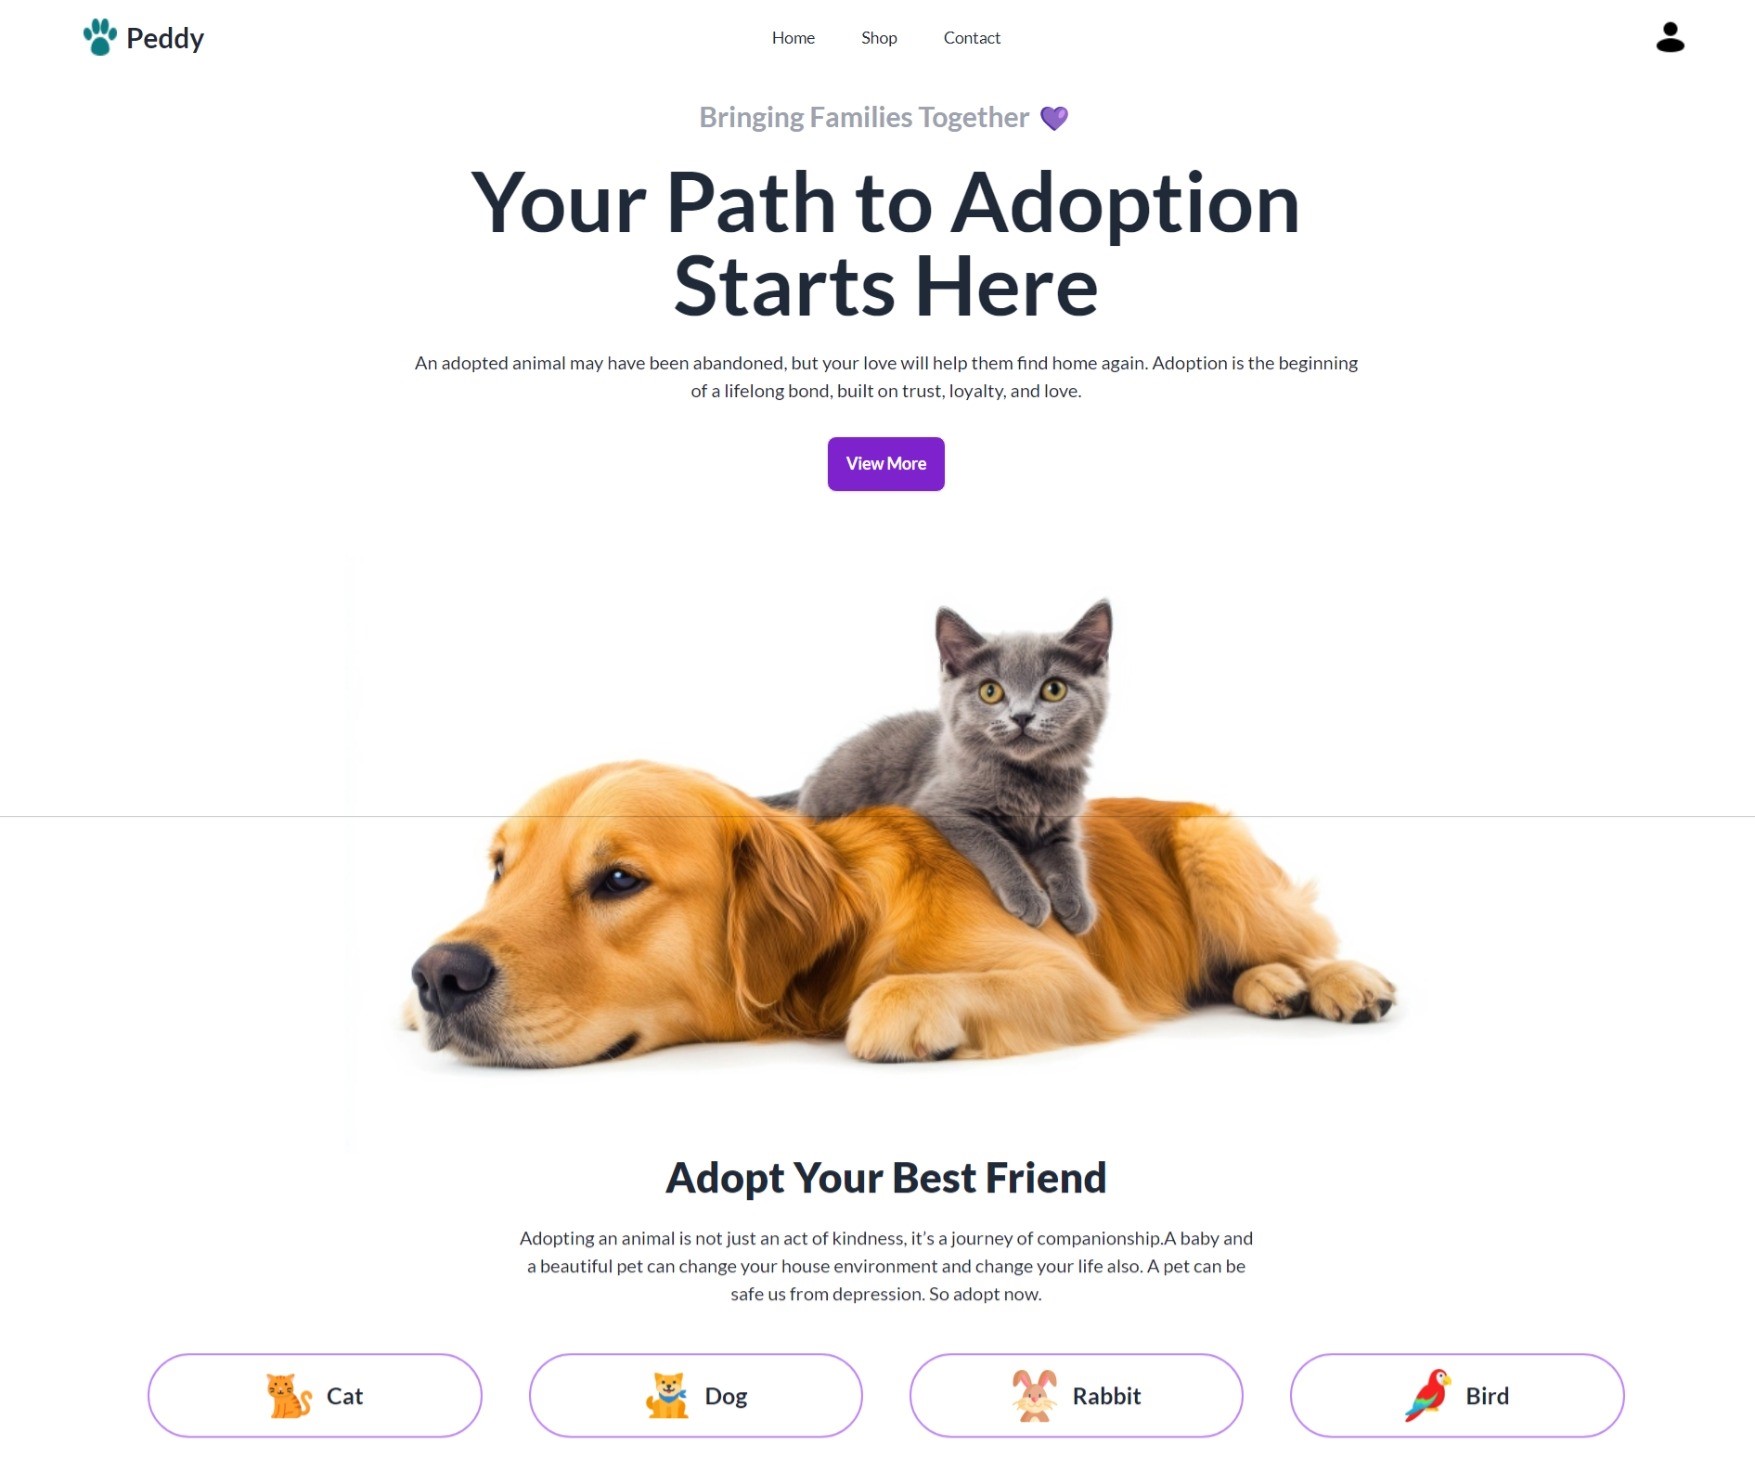 Peddy
Home
Shop
Contact
Bringing Families Together 💜
Your Path to Adoption
Starts Here
An adopted animal may have been abandoned, but your love will help them find home again. Adoption is the beginning
of a lifelong bond, built on trust, loyalty, and love.
View More
Adopt Your Best Friend
Adopting an animal is not just an act of kindness, it’s a journey of companionship.A baby and
a beautiful pet can change your house environment and change your life also. A pet can be
safe us from depression. So adopt now.
Cat
Dog
Rabbit
Bird